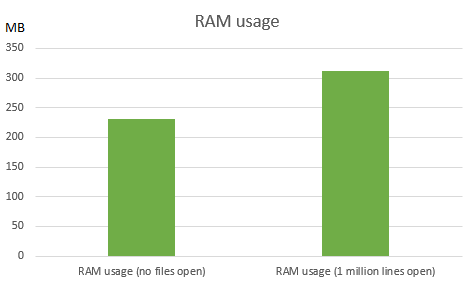 RAM usage
MB
350
300
250
200
150
100
50
0
RAM usage (no files open)
RAM usage (1 million lines open)